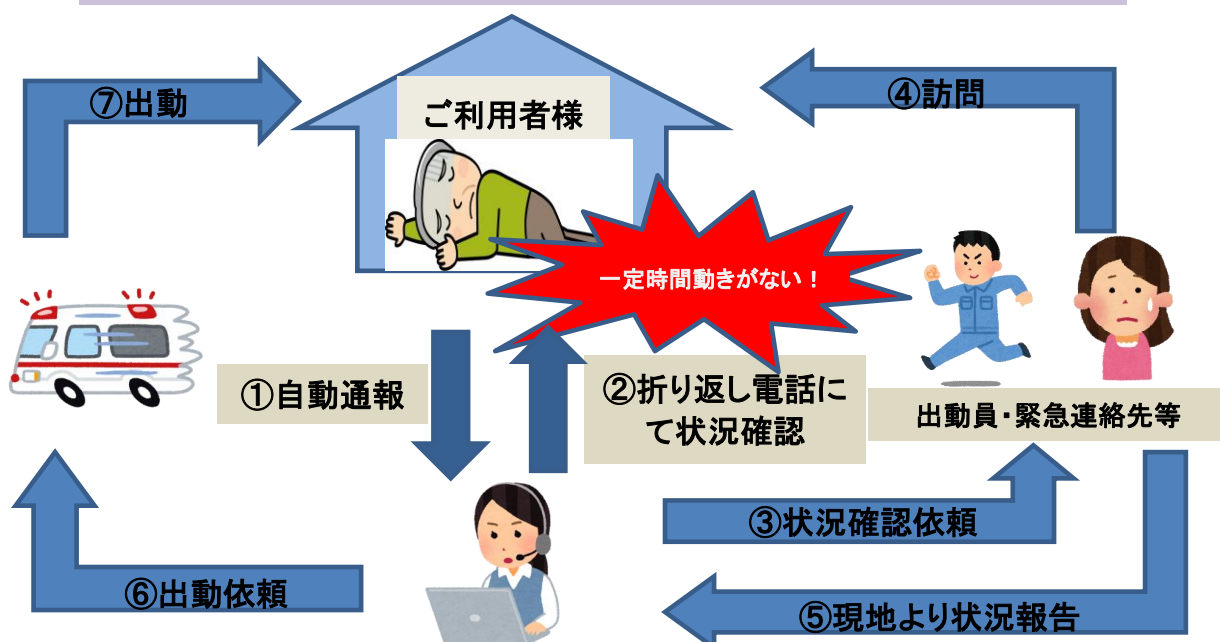 ⑦出動
ご利用者様
④訪問
一定時間動きがない！
①自動通報
②折り返し電話に
て状況確認
出動員・緊急連絡先等
③状況確認依頼
⑥出動依頼
⑤現地より状況報告